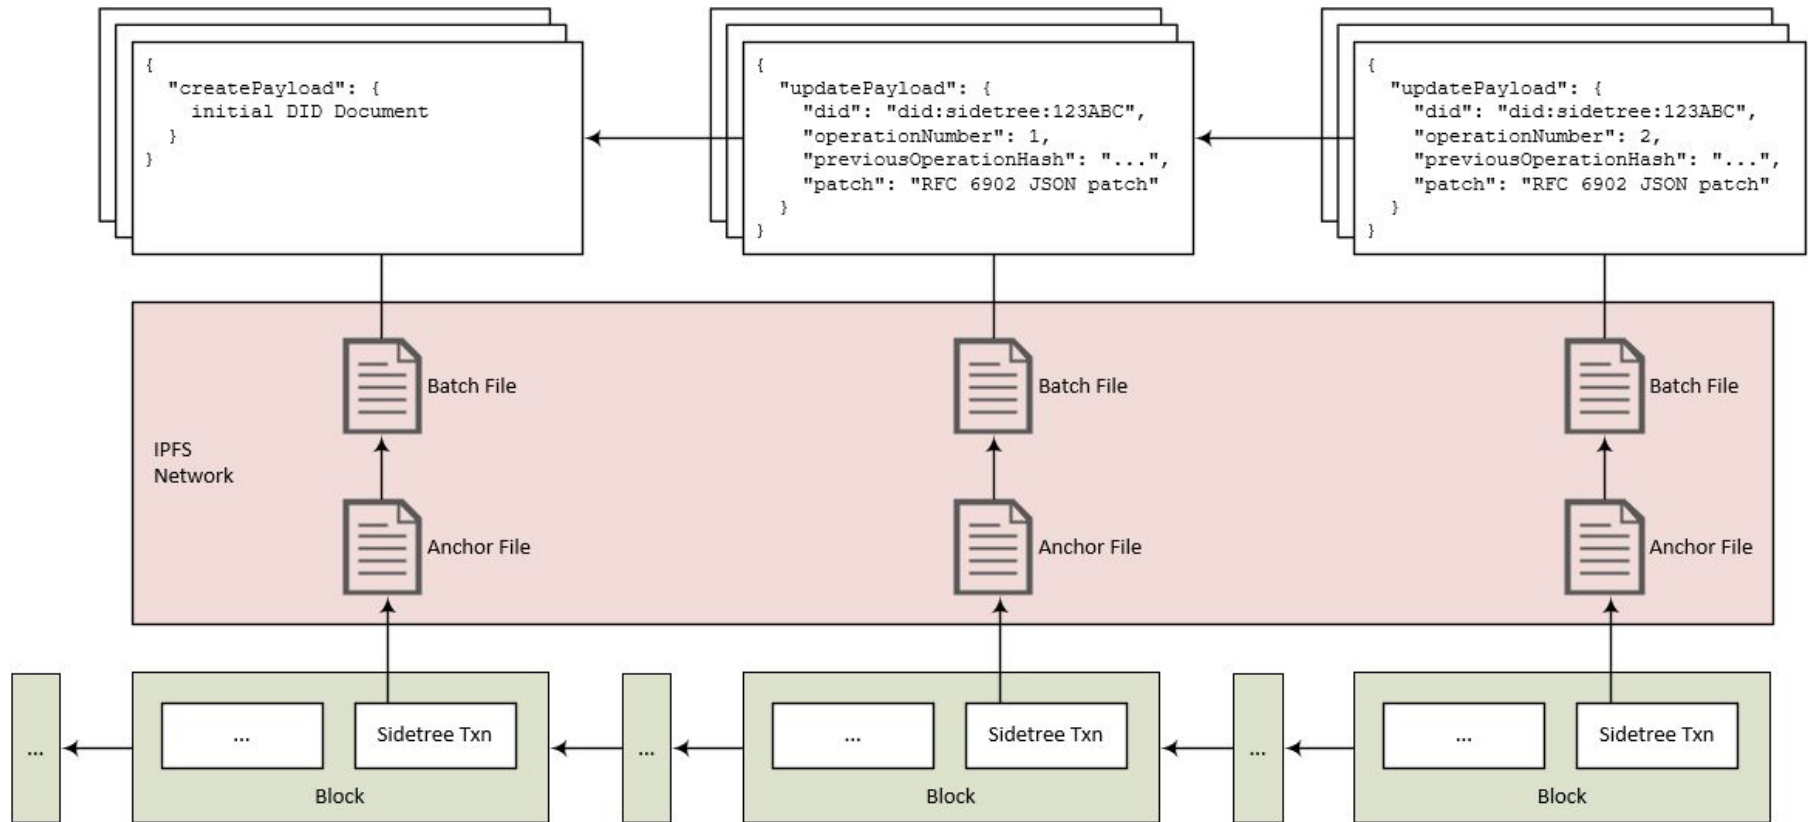 {
  "createPayload": {
    initial DID Document
  }
}
{
  "updatePayload": {
    "did": "did:sidetree:123ABC",
    "operationNumber": 1,
    "previousOperationHash": "...",
    "patch": "RFC 6902 JSON patch"
  }
}
{
  "updatePayload": {
    "did": "did:sidetree:123ABC",
    "operationNumber": 2,
    "previousOperationHash": "...",
    "patch": "RFC 6902 JSON patch"
  }
}
Batch File
Batch File
Batch File
IPFS
Network
Anchor File
Anchor File
Anchor File
...
...
Sidetree Txn
Block
...
...
Sidetree Txn
Block
...
...
Sidetree Txn
Block